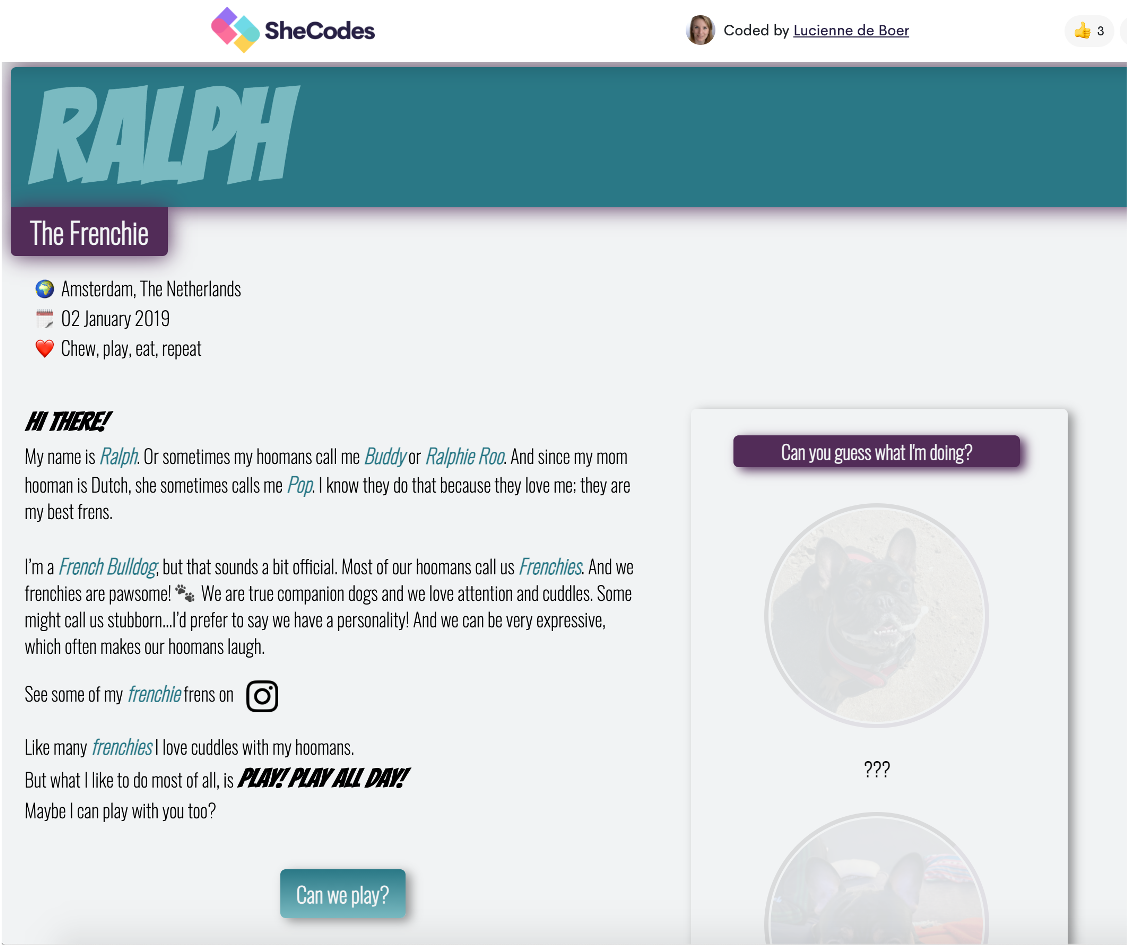 SheCodes
Coded by Lucienne de Boer
👍 3
RALPH
The Frenchie
🌍 Amsterdam, The Netherlands
🗓️ 02 January 2019
❤️ Chew, play, eat, repeat
HI THERE!
My name is Ralph. Or sometimes my hoomans call me Buddy or Ralphie Roo. And since my mom
hooman is Dutch, she sometimes calls me Pop. I know they do that because they love me; they are
my best frens.
I'm a French Bulldog, but that sounds a bit official. Most of our hoomans call us Frenchies. And we
frenchies are pawsome! 🐾 We are true companion dogs and we love attention and cuddles. Some
might call us stubborn...I'd prefer to say we have a personality! And we can be very expressive,
which often makes our hoomans laugh.
See some of my frenchie frens on
Like many frenchies I love cuddles with my hoomans.
But what I like to do most of all, is PLAY! PLAY ALL DAY!
Maybe I can play with you too?
Can we play?
Can you guess what I'm doing?
???